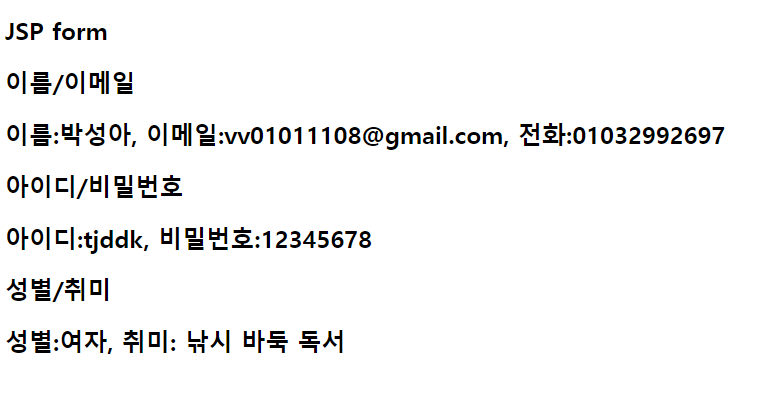 JSP form
이름/이메일
이름:박성아, 이메일:vv01011108@gmail.com, 전화:01032992697
아이디/비밀번호
아이디:tjddk, 비밀번호:12345678
성별/취미
성별:여자, 취미: 낚시 바둑 독서